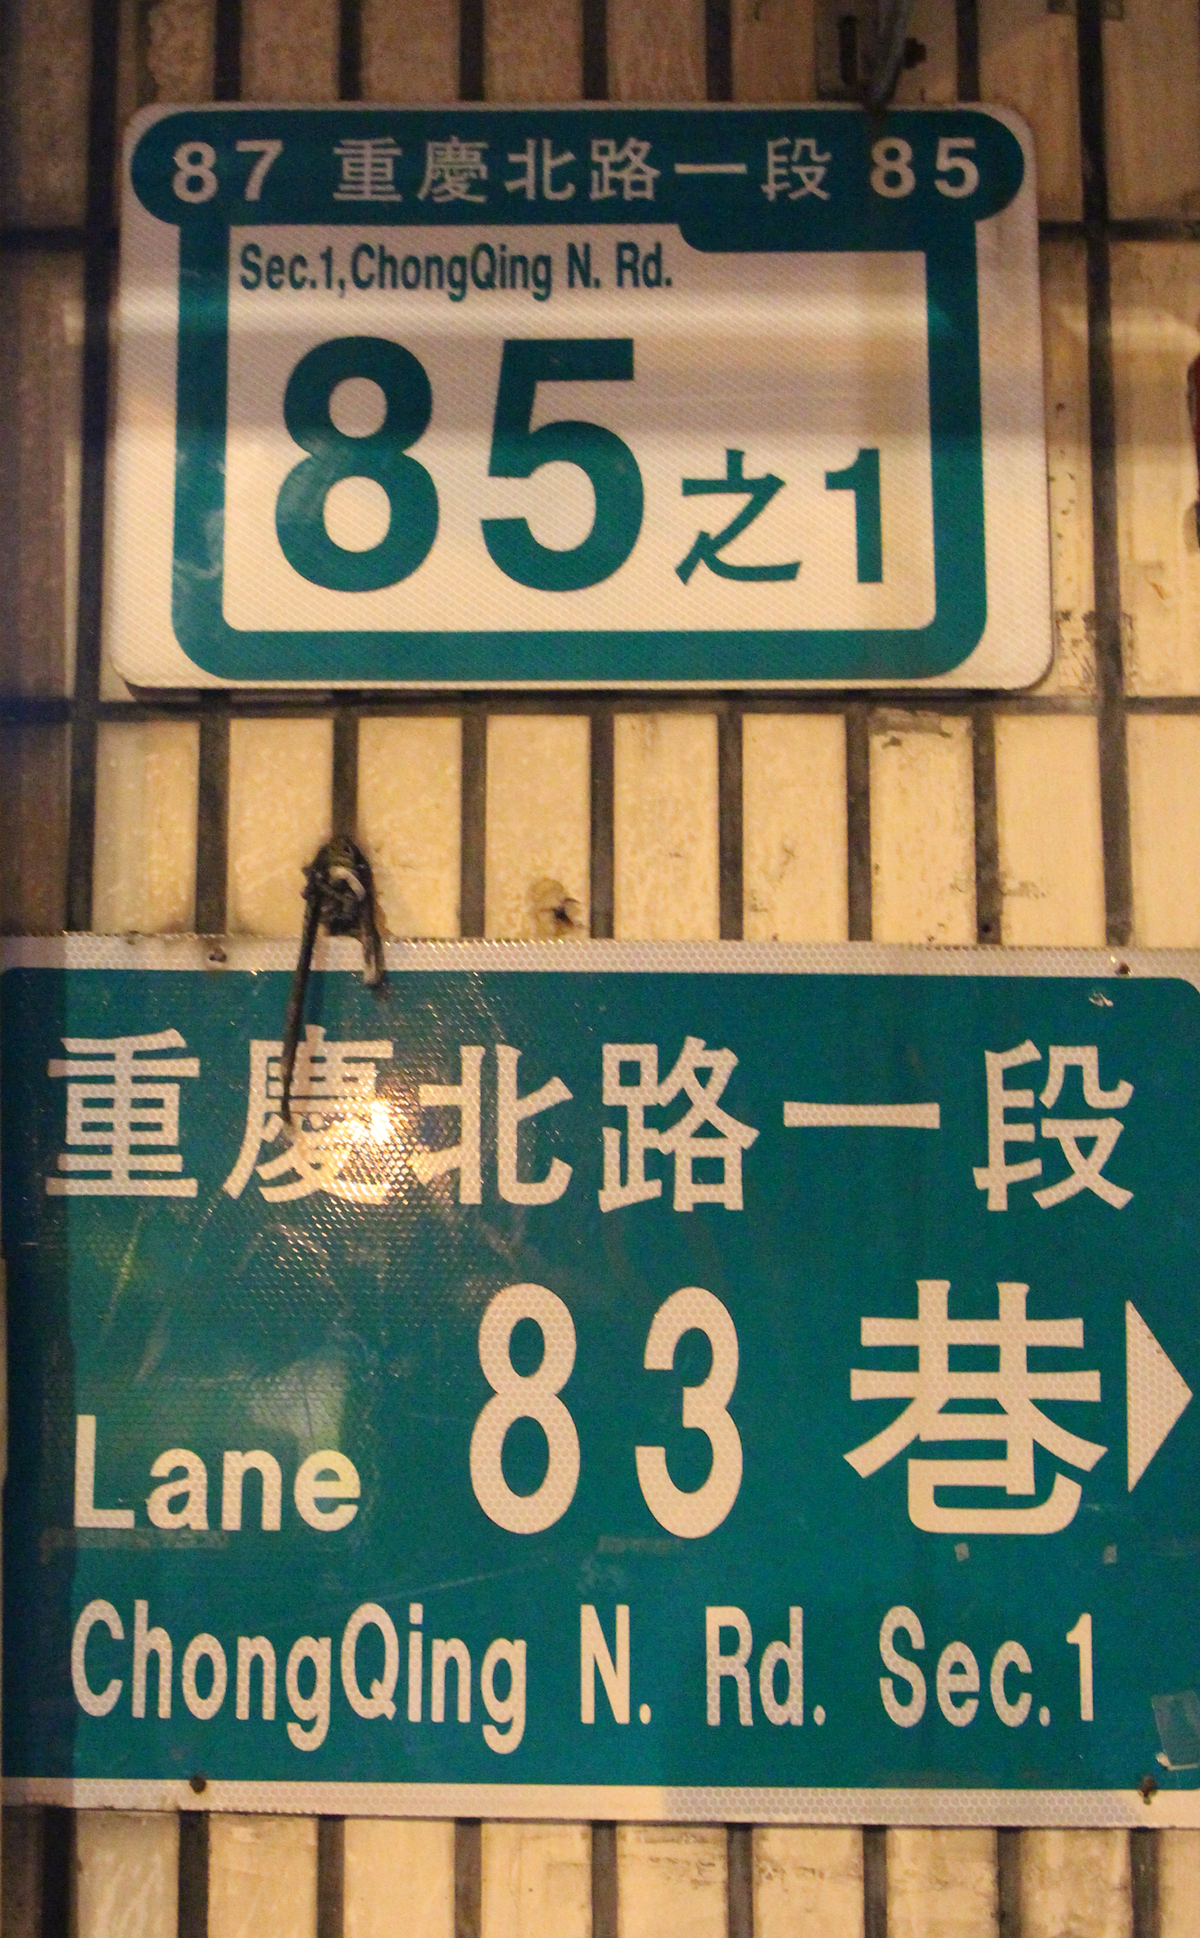 87 重慶北路一段 85
Sec.1,ChongQing N. Rd.
85之1
重慶北路一段
Lane 83 巷
ChongQing N. Rd. Sec.1